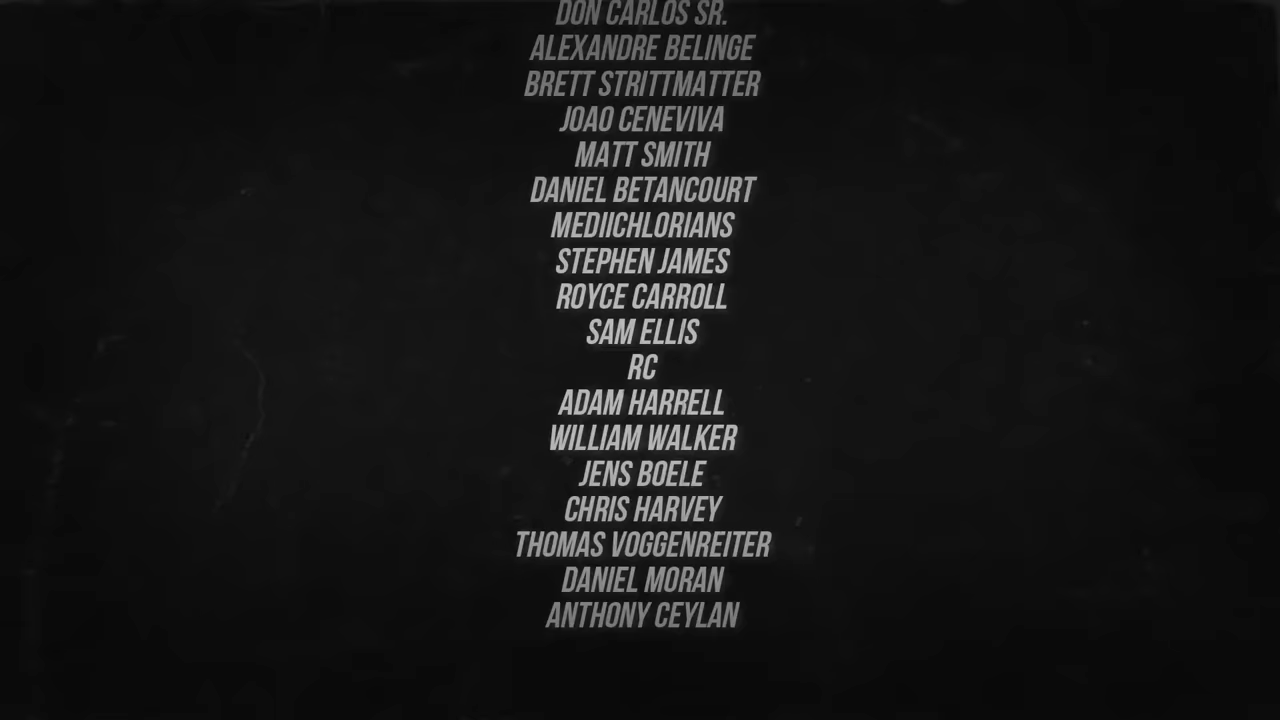 DON CARLOS SR.
ALEXANDRE BELINGE
BRETT STRITTMATTER
JOAO CENEVIVA
MATT SMITH
DANIEL BETANCOURT
MEDIICHLORIANS
STEPHEN JAMES
ROYCE CARROLL
SAM ELLIS
RC
ADAM HARRELL
WILLIAM WALKER
JENS BOELE
CHRIS HARVEY
THOMAS VOGGENREITER
DANIEL MORAN
ANTHONY CEYLAN